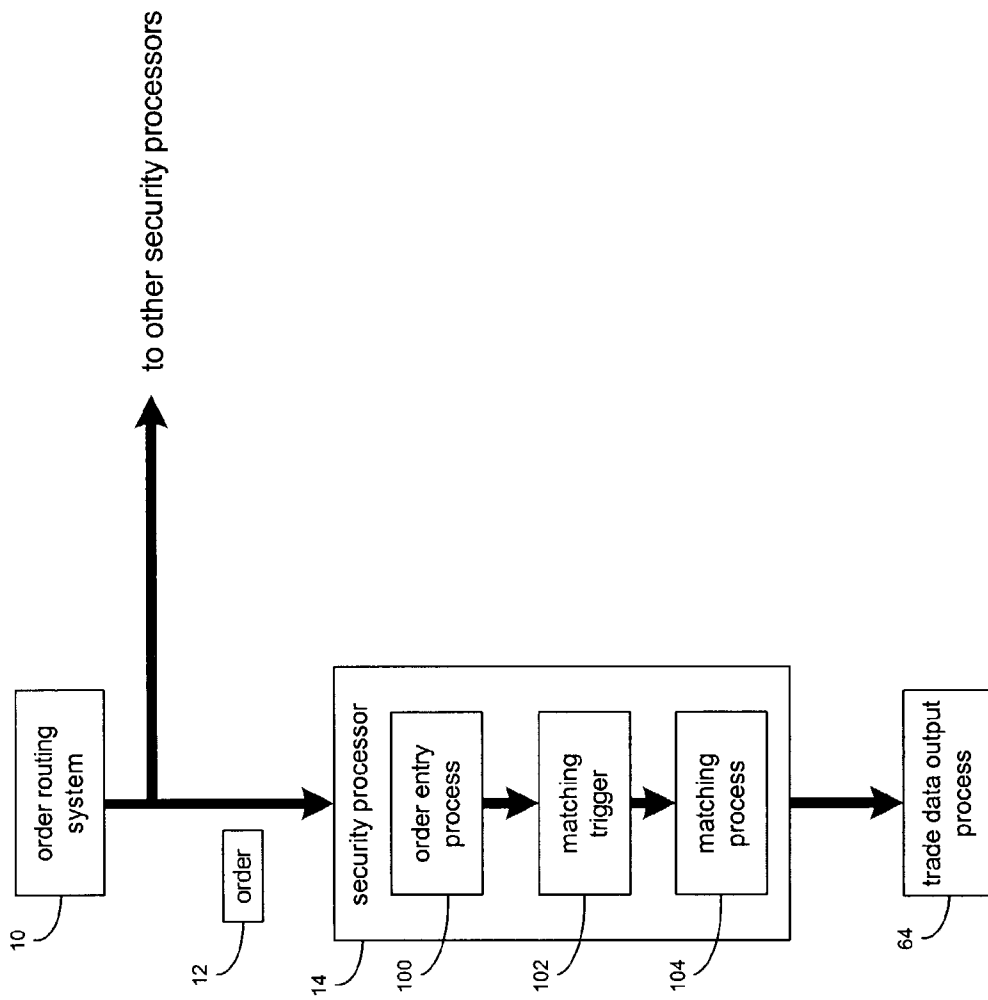 order routing
system
10
to other security processors
order
12
security processor
14
order entry
process
100
matching
trigger
102
matching
process
104
trade data output
process
64